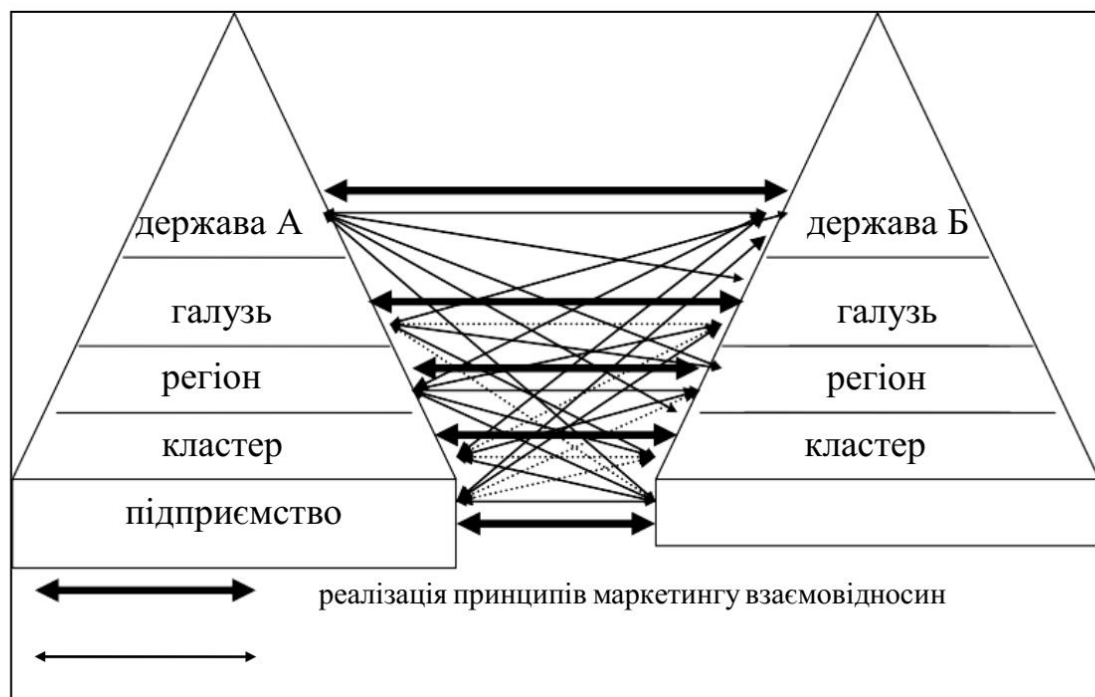 держава А
держава Б
галузь
галузь
регіон
регіон
кластер
кластер
підприємство
реалізація принципів маркетингу взаємовідносин